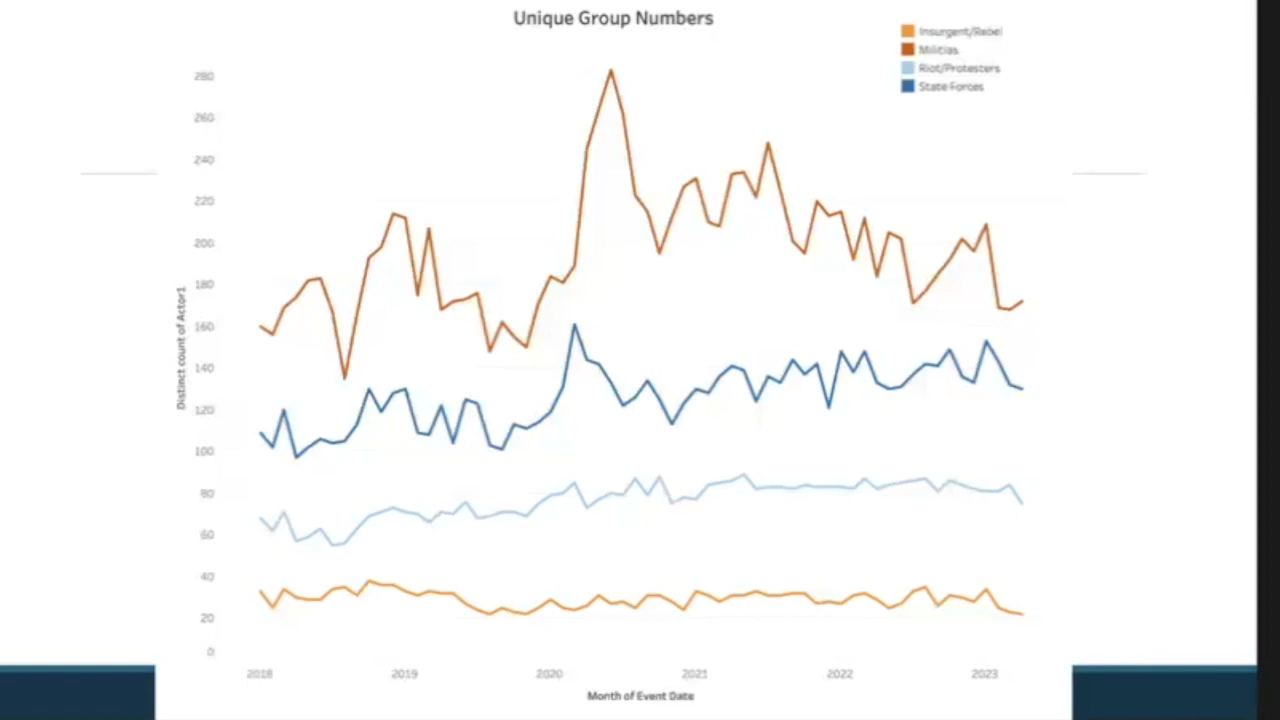 Unique Group Numbers
Insurgent/Rebel
Militias
Riot/Protesters
State Forces
280
260
240
220
200
180
160
140
120
100
80
60
40
20
0
Distinct count of Actor1
2018 2019 2020 2021 2022 2023
Month of Event Date